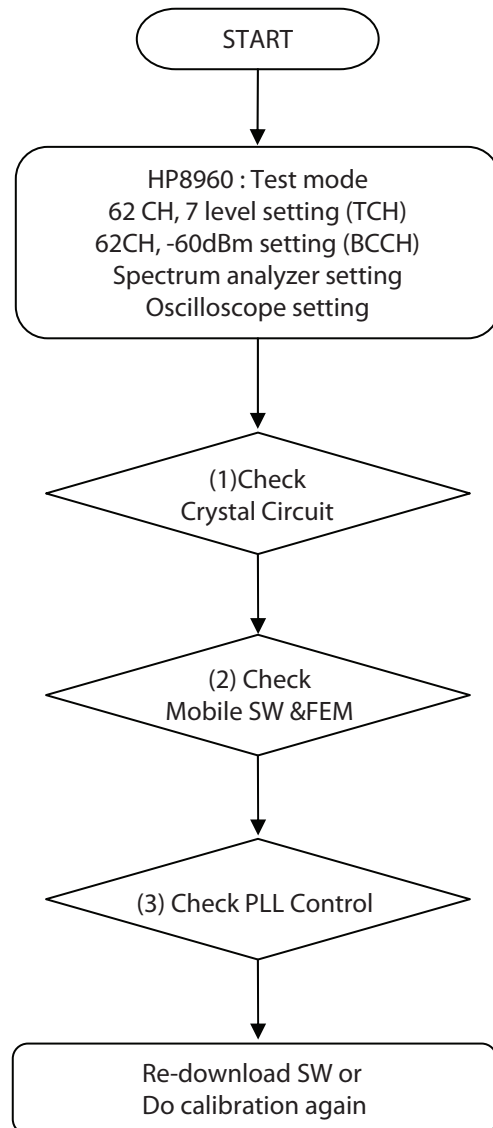 START
HP8960 : Test mode
62 CH, 7 level setting (TCH)
62CH, -60dBm setting (BCCH)
Spectrum analyzer setting
Oscilloscope setting
(1)Check
Crystal Circuit
(2) Check
Mobile SW &FEM
(3) Check PLL Control
Re-download SW or
Do calibration again